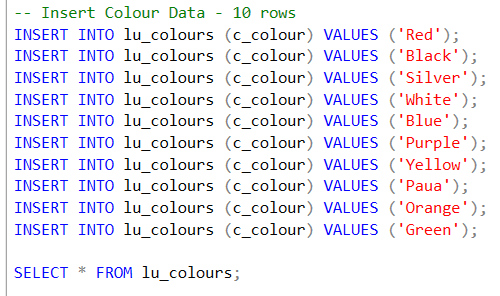 -- Insert Colour Data - 10 rows
INSERT INTO lu_colours (c_colour) VALUES ('Red');
INSERT INTO lu_colours (c_colour) VALUES ('Black');
INSERT INTO lu_colours (c_colour) VALUES ('Silver');
INSERT INTO lu_colours (c_colour) VALUES ('White');
INSERT INTO lu_colours (c_colour) VALUES ('Blue');
INSERT INTO lu_colours (c_colour) VALUES ('Purple');
INSERT INTO lu_colours (c_colour) VALUES ('Yellow');
INSERT INTO lu_colours (c_colour) VALUES ('Paua');
INSERT INTO lu_colours (c_colour) VALUES ('Orange');
INSERT INTO lu_colours (c_colour) VALUES ('Green');
SELECT * FROM lu_colours;